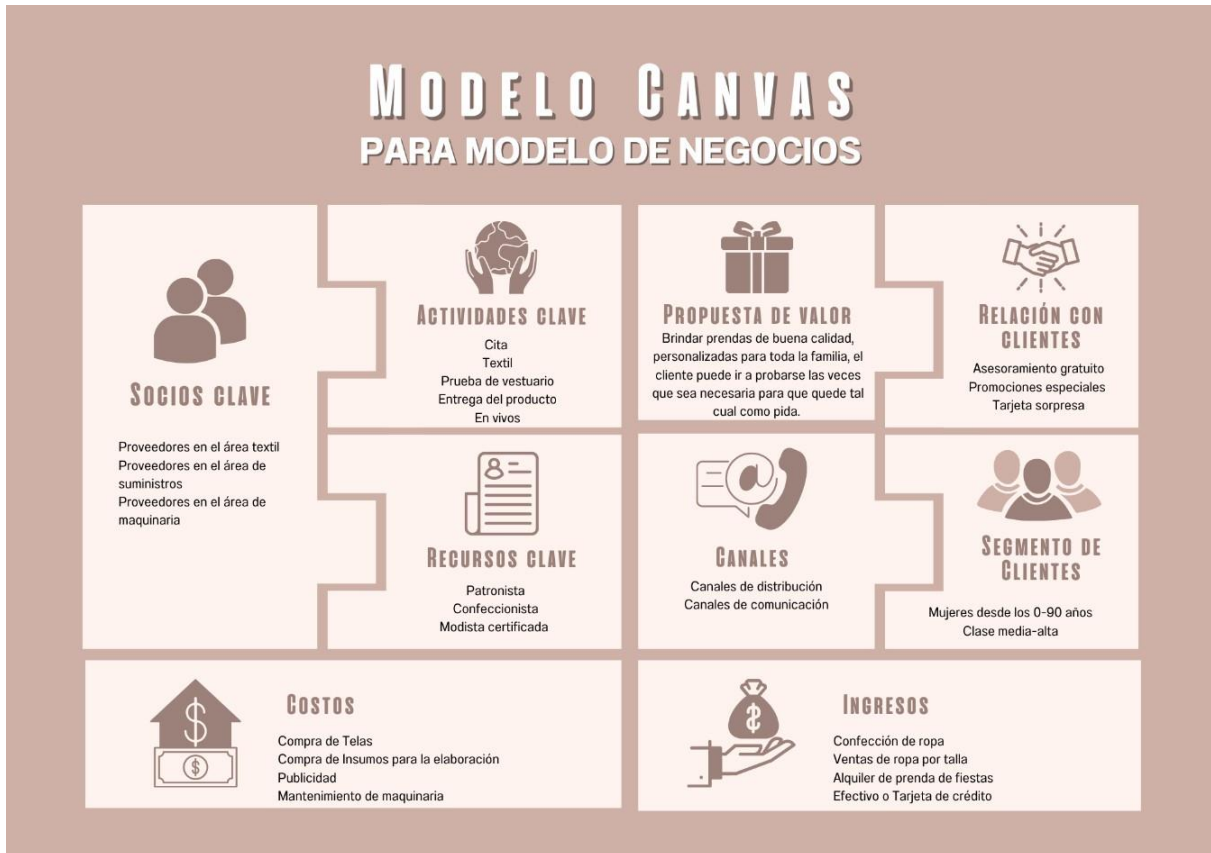 MODELO CANVAS
PARA MODELO DE NEGOCIOS
SOCIOS CLAVE
Proveedores en el área textil
Proveedores en el área de
suministros
Proveedores en el área de
maquinaria
ACTIVIDADES CLAVE
Cita
Textil
Prueba de vestuario
Entrega del producto
En vivos
RECURSOS CLAVE
Patronista
Confeccionista
Modista certificada
PROPUESTA DE VALOR
Brindar prendas de buena calidad,
personalizadas para toda la familia, el
cliente puede ir a probarse las veces
que sea necesaria para que quede tal
cual como pida.
CANALES
Canales de distribución
Canales de comunicación
RELACIÓN CON
CLIENTES
Asesoramiento gratuito
Promociones especiales
Tarjeta sorpresa
SEGMENTO DE
CLIENTES
Mujeres desde los 0-90 años
Clase media-alta
COSTOS
Compra de Telas
Compra de Insumos para la elaboración
Publicidad
Mantenimiento de maquinaria
INGRESOS
Confección de ropa
Ventas de ropa por talla
Alquiler de prenda de fiestas
Efectivo o Tarjeta de crédito